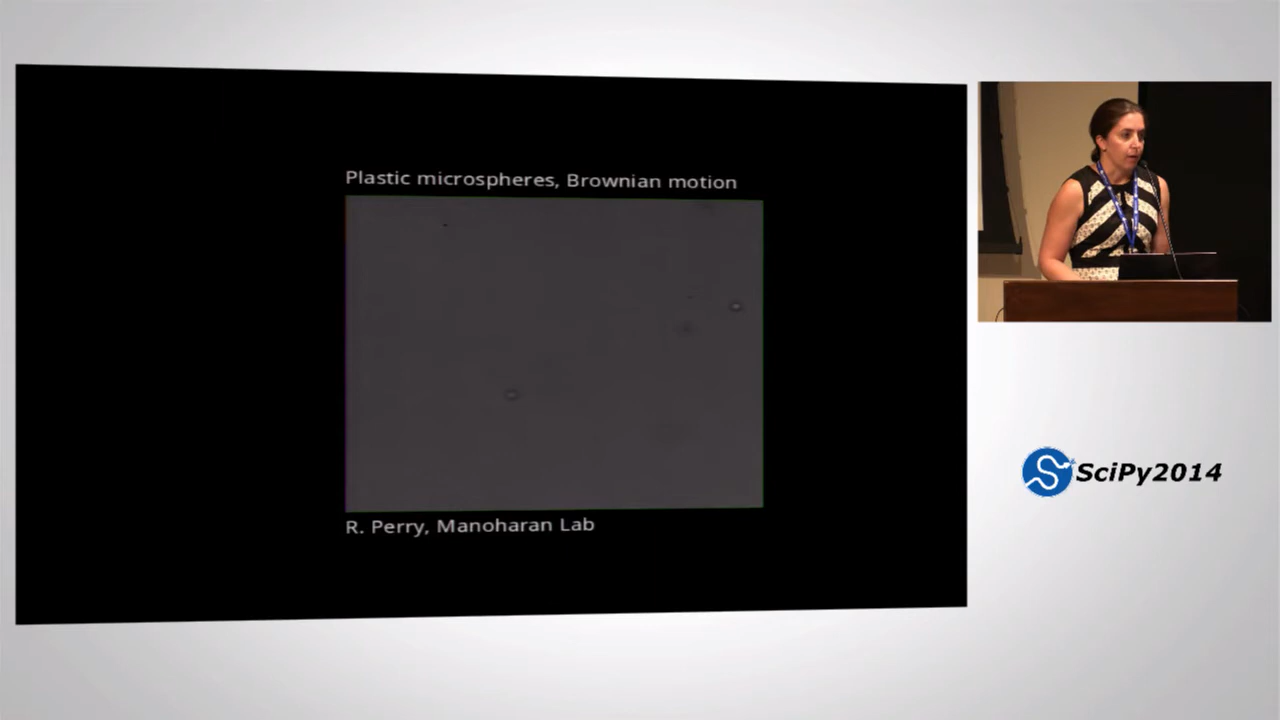 Plastic microspheres, Brownian motion
R. Perry, Manoharan Lab
SciPy2014